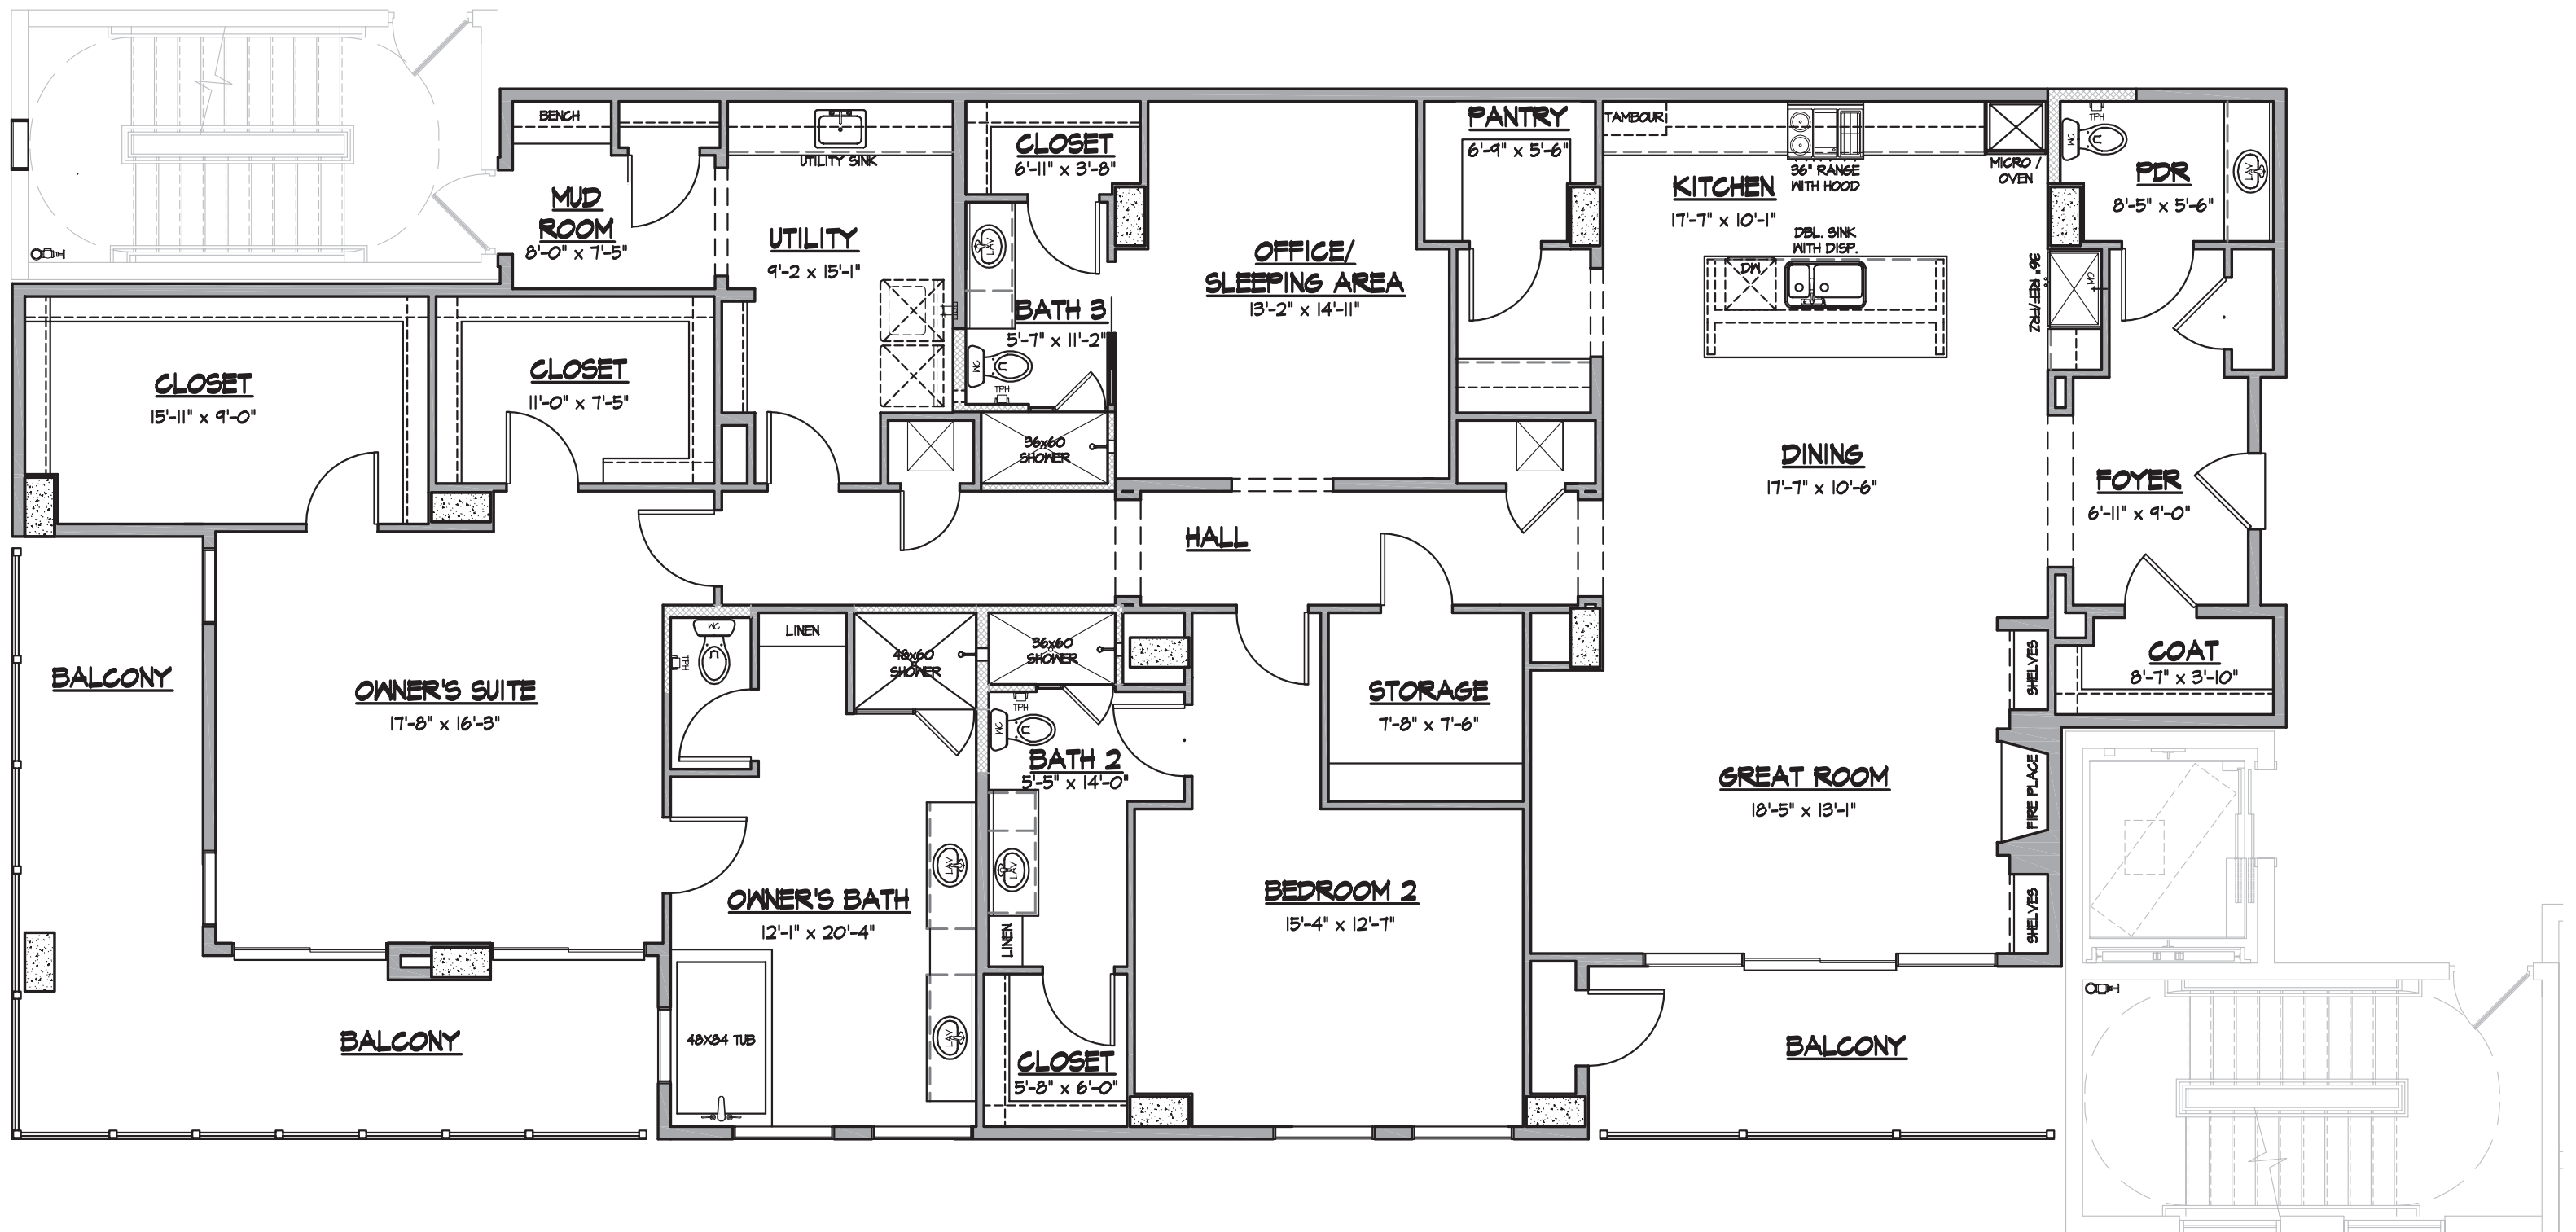 BENCH
MUD
ROOM
8'-0" x 7'-5"
UTILITY SINK
UTILITY
9'-2 x 15'-1"
CLOSET
6'-11" x 3'-8"
LAV
BATH 3
5'-7" x 11'-2"
WC
TPH
36x60
SHOWER
OFFICE/
SLEEPING AREA
13'-2" x 14'-11"
PANTRY
6'-9" x 5'-6"
TAMBOUR
KITCHEN
17'-7" x 10'-1"
36" RANGE
WITH HOOD
MICRO /
OVEN
DBL. SINK
WITH DISP.
DW
36" REF/FRZ
CW
TPH
WC
PDR
8'-5" x 5'-6"
LAV
CLOSET
15'-11" x 9'-0"
CLOSET
11'-0" x 7'-5"
DINING
17'-7" x 10'-6"
FOYER
6'-11" x 9'-0"
HALL
BALCONY
OWNER'S SUITE
17'-8" x 16'-3"
WC
TPH
LINEN
48x60
SHOWER
36x60
SHOWER
TPH
WC
BATH 2
5'-5" x 14'-0"
LAV
LINEN
STORAGE
7'-8" x 7'-6"
SHELVES
COAT
8'-7" x 3'-10"
GREAT ROOM
18'-5" x 13'-1"
FIRE PLACE
SHELVES
OWNER'S BATH
12'-1" x 20'-4"
LAV
LAV
48X84 TUB
BEDROOM 2
15'-4" x 12'-7"
CLOSET
5'-8" x 6'-0"
BALCONY
BALCONY